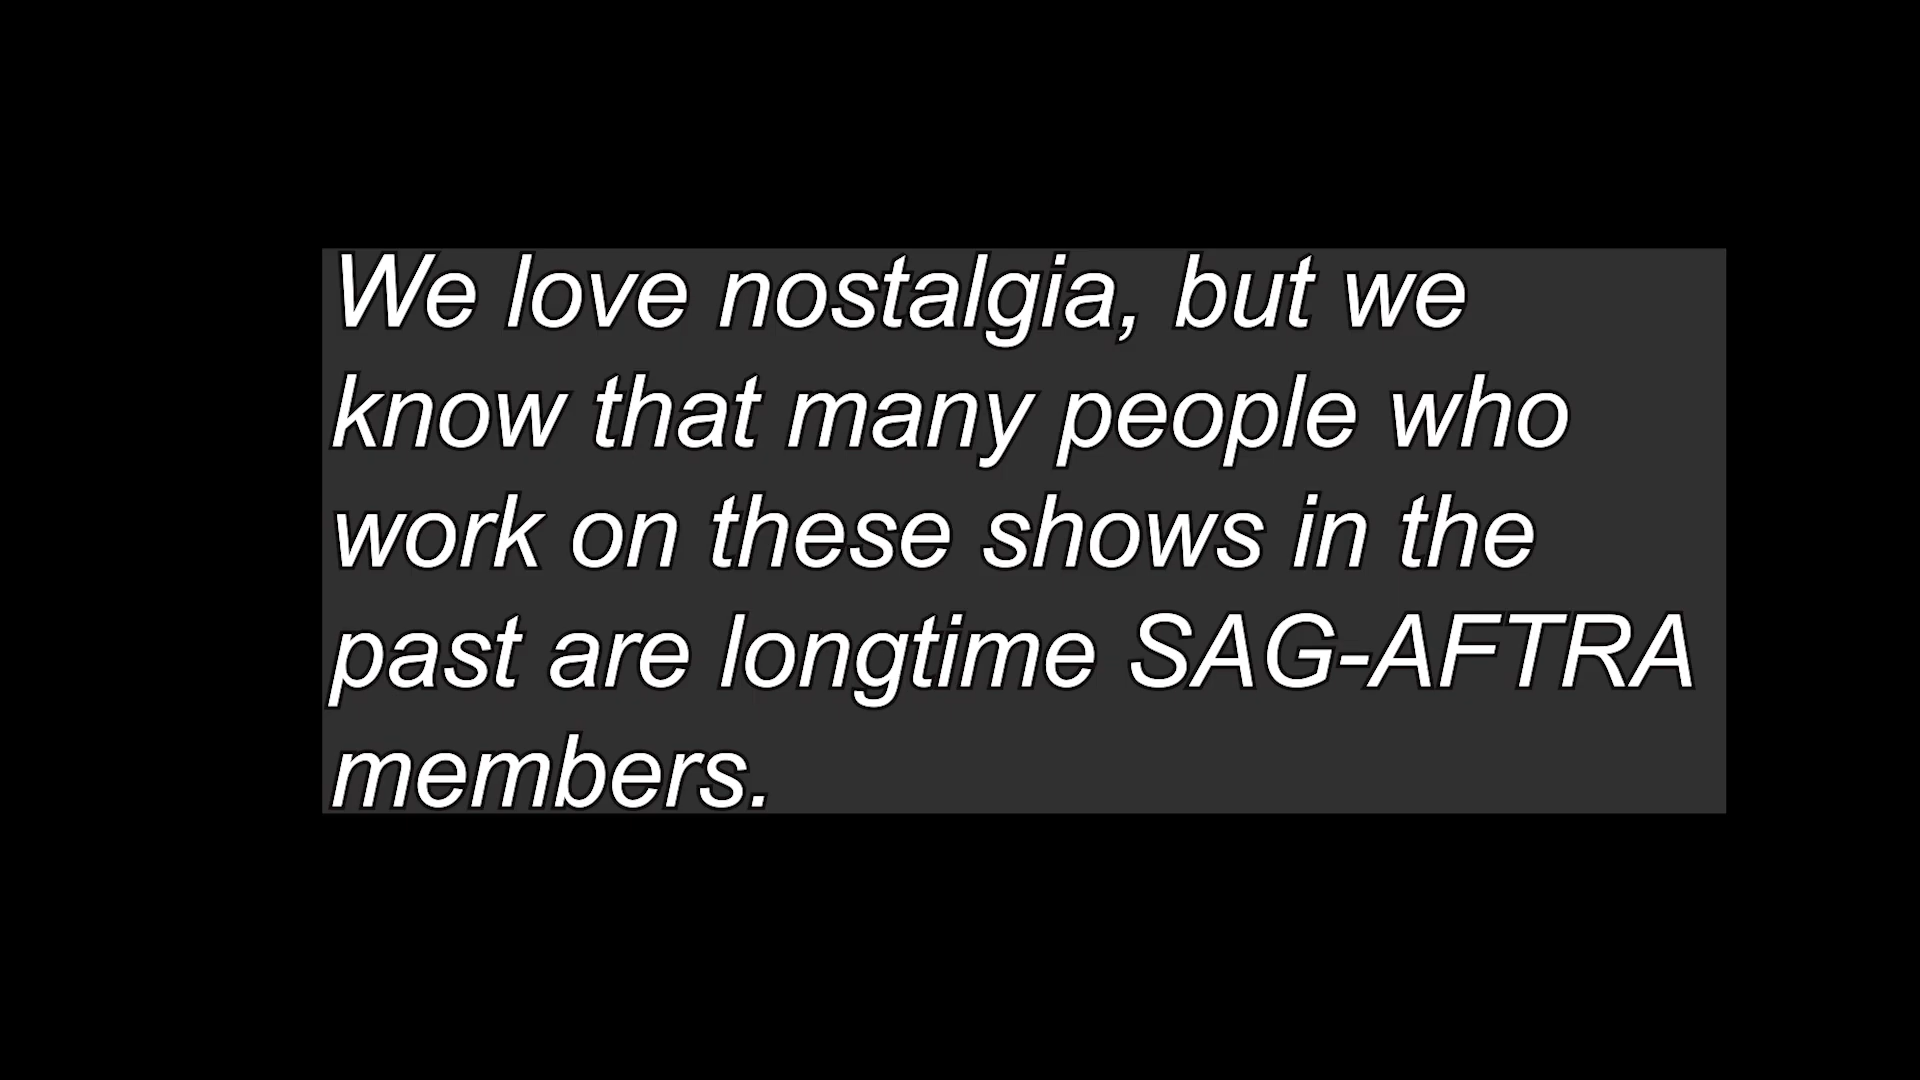 We love nostalgia, but we
know that many people who
work on these shows in the
past are longtime SAG-AFTRA
members.